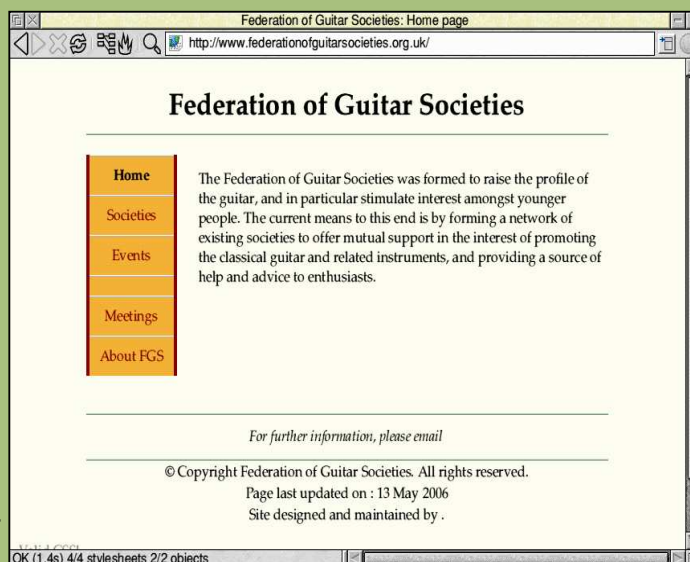 Federation of Guitar Societies: Home page
http://www.federationofguitarsocieties.org.uk/
Federation of Guitar Societies
Home
Societies
Events
Meetings
About FGS
The Federation of Guitar Societies was formed to raise the profile of
the guitar, and in particular stimulate interest amongst younger
people. The current means to this end is by forming a network of
existing societies to offer mutual support in the interest of promoting
the classical guitar and related instruments, and providing a source of
help and advice to enthusiasts.
For further information, please email
© Copyright Federation of Guitar Societies. All rights reserved.
Page last updated on : 13 May 2006
Site designed and maintained by .
OK (1.4s) 4/4 stylesheets 2/2 objects